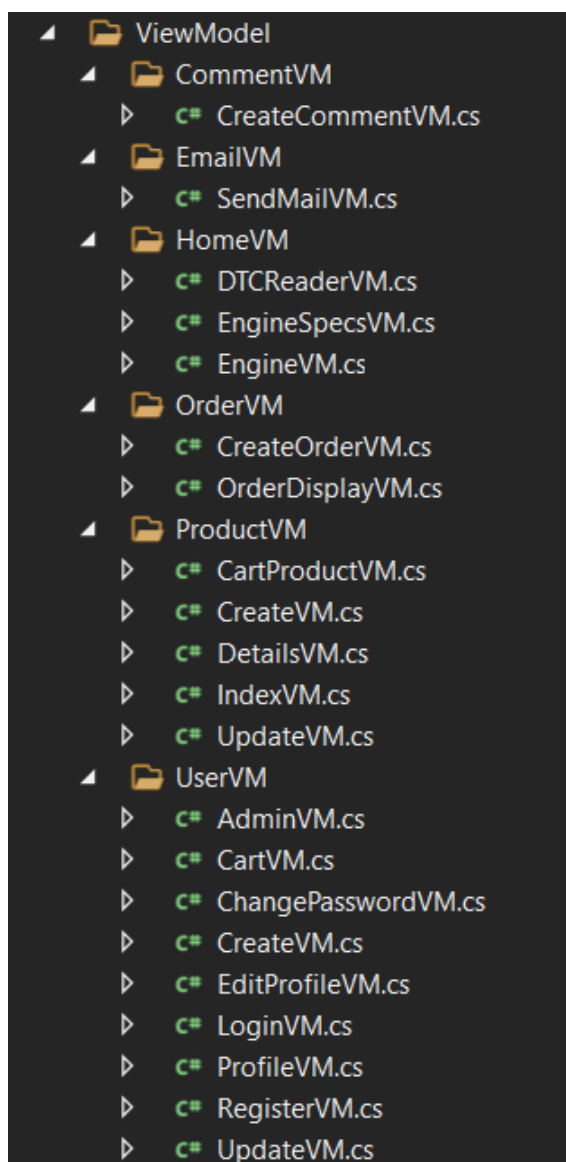 ViewModel
CommentVM
C# CreateCommentVM.cs
EmailVM
C# SendMailVM.cs
HomeVM
C# DTCReaderVM.cs
C# EngineSpecsVM.cs
C# EngineVM.cs
OrderVM
C# CreateOrderVM.cs
C# OrderDisplayVM.cs
ProductVM
C# CartProductVM.cs
C# CreateVM.cs
C# DetailsVM.cs
C# IndexVM.cs
C# UpdateVM.cs
UserVM
C# AdminVM.cs
C# CartVM.cs
C# ChangePasswordVM.cs
C# CreateVM.cs
C# EditProfileVM.cs
C# LoginVM.cs
C# ProfileVM.cs
C# RegisterVM.cs
C# UpdateVM.cs